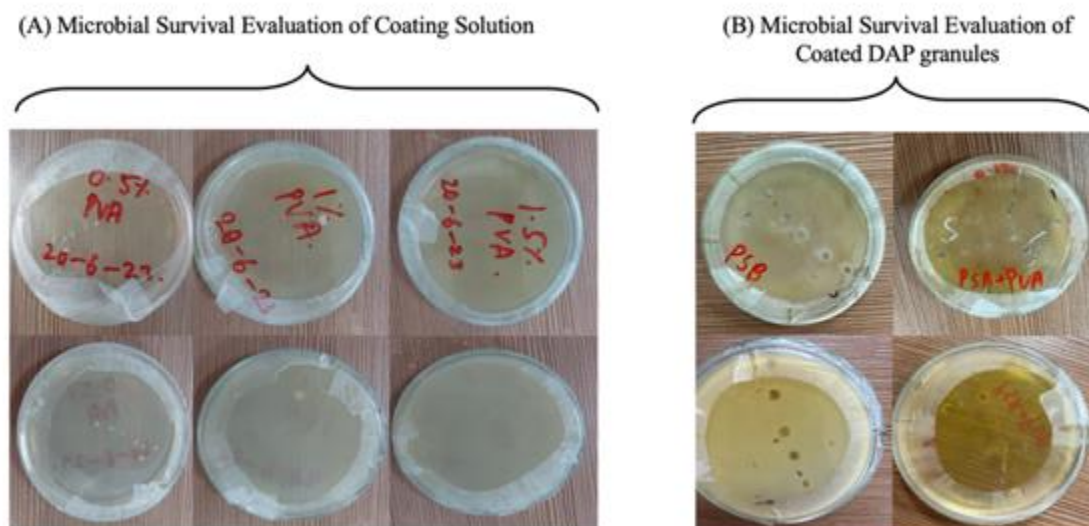 (A) Microbial Survival Evaluation of Coating Solution
(B) Microbial Survival Evaluation of
Coated DAP granules
0.5%
PVA
20-6-23.
1%
PVA.
20-6-23
1.5%
PVA.
20-6-23
PSB
S
PSA+PVA